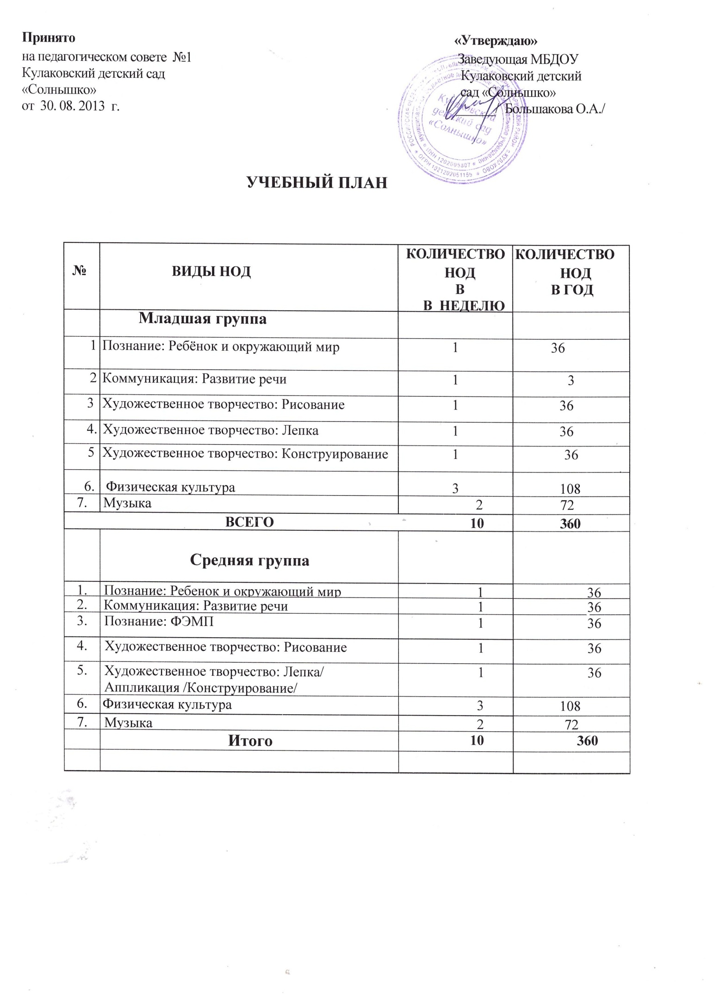 Принято
на педагогическом совете №1
Кулаковский детский сад
«Солнышко»
от 30. 08. 2013 г.
«Утверждаю»
Заведующая МБДОУ
Кулаковский детский
сад «Солнышко»
______/ Большакова О.А./
Кулаковский
детский сад
«Солнышко»
ИНН 1202005807
ОГРН 1021202051155
УЧЕБНЫЙ ПЛАН
№ ВИДЫ НОД КОЛИЧЕСТВО КОЛИЧЕСТВО
НОД НОД
В В ГОД
В НЕДЕЛЮ
Младшая группа
1 Познание: Ребёнок и окружающий мир 1 36
2 Коммуникация: Развитие речи 1 3
3 Художественное творчество: Рисование 1 36
4. Художественное творчество: Лепка 1 36
5 Художественное творчество: Конструирование 1 36
6. Физическая культура 3 108
7. Музыка 2 72
ВСЕГО 10 360
Средняя группа
1. Познание: Ребенок и окружающий мир 1 36
2. Коммуникация: Развитие речи 1 36
3. Познание: ФЭМП 1 36
4. Художественное творчество: Рисование 1 36
5. Художественное творчество: Лепка/ 1 36
Аппликация /Конструирование/
6. Физическая культура 3 108
7. Музыка 2 72
Итого 10 360